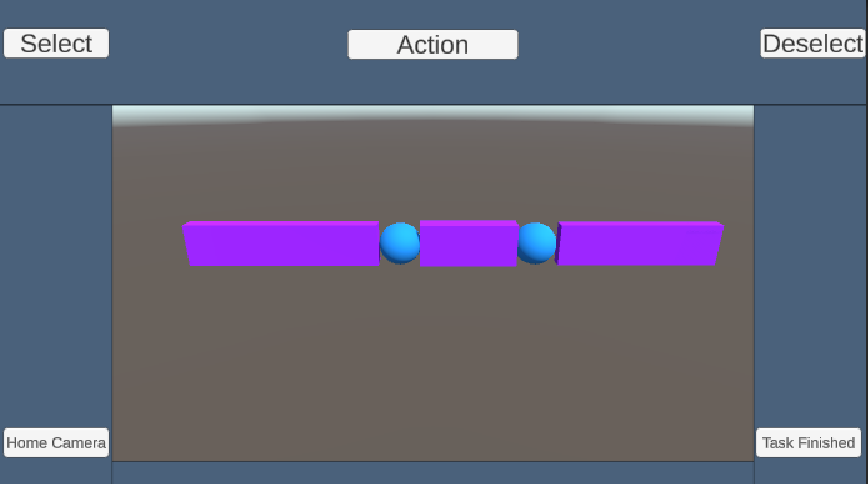 Select
Action
Deselect
Home Camera
Task Finished